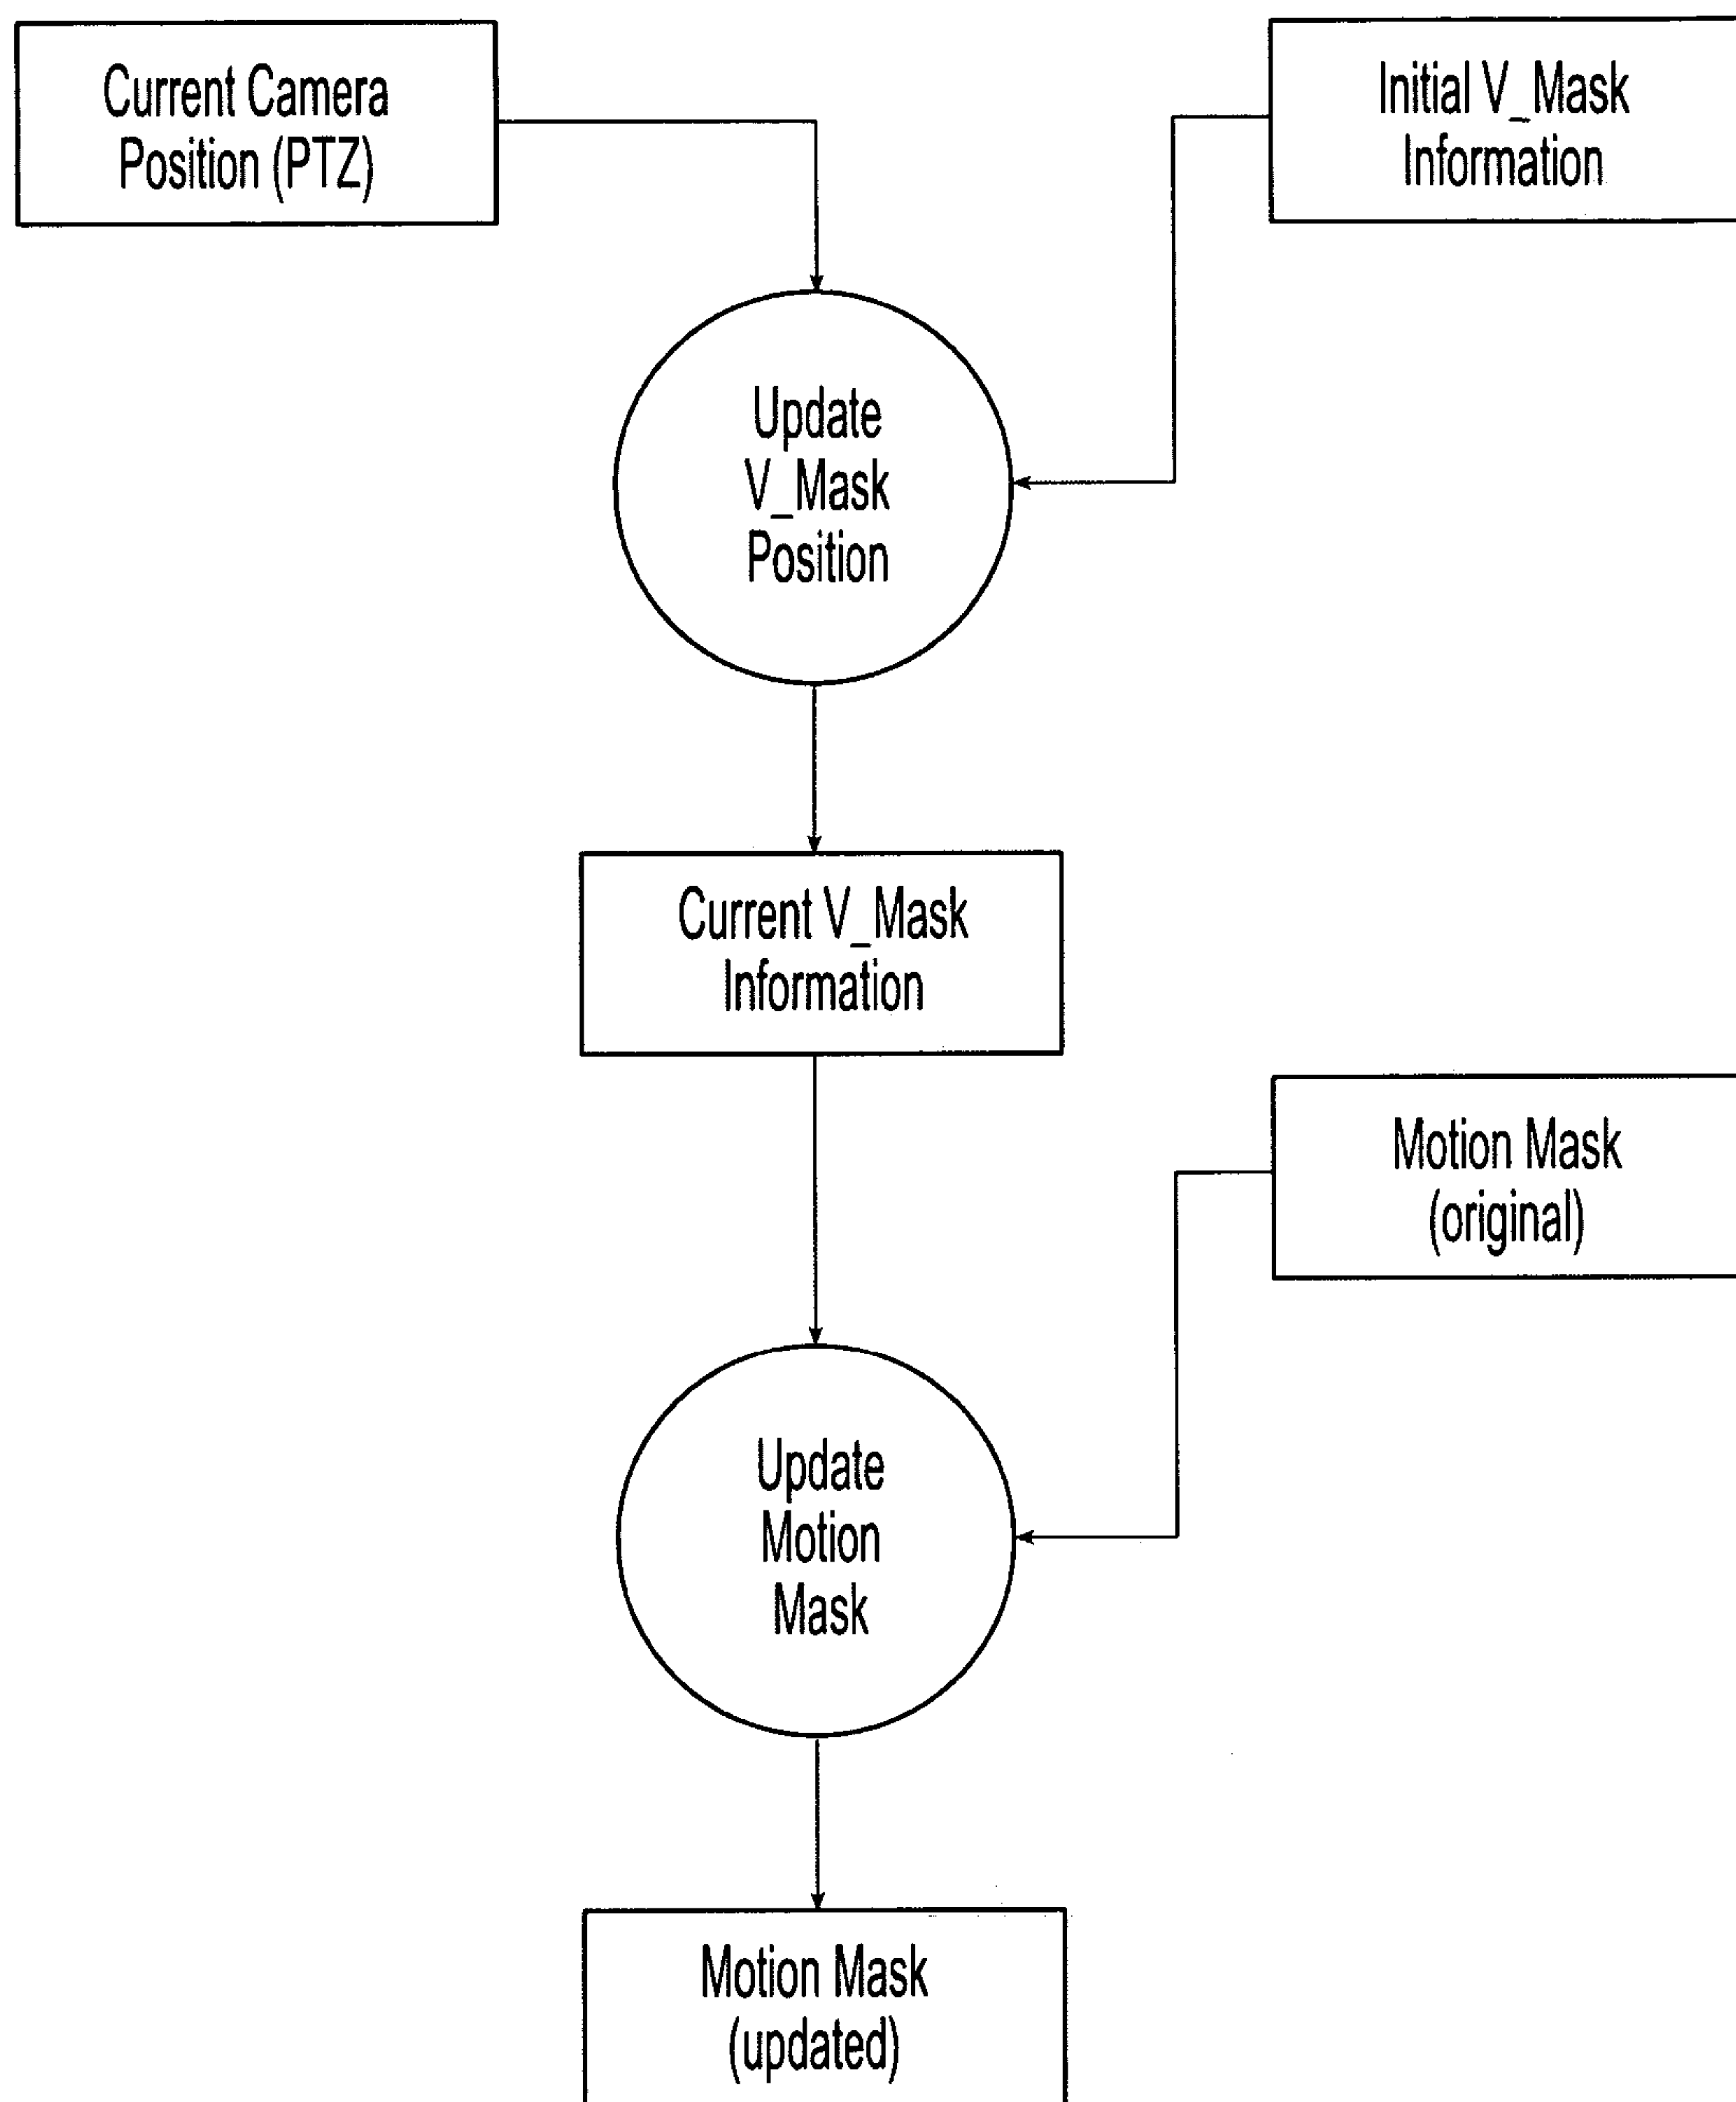 Current Camera
Position (PTZ)
Initial V_Mask
Information
Update
V_Mask
Position
Current V_Mask
Information
Motion Mask
(original)
Update
Motion
Mask
Motion Mask
(updated)